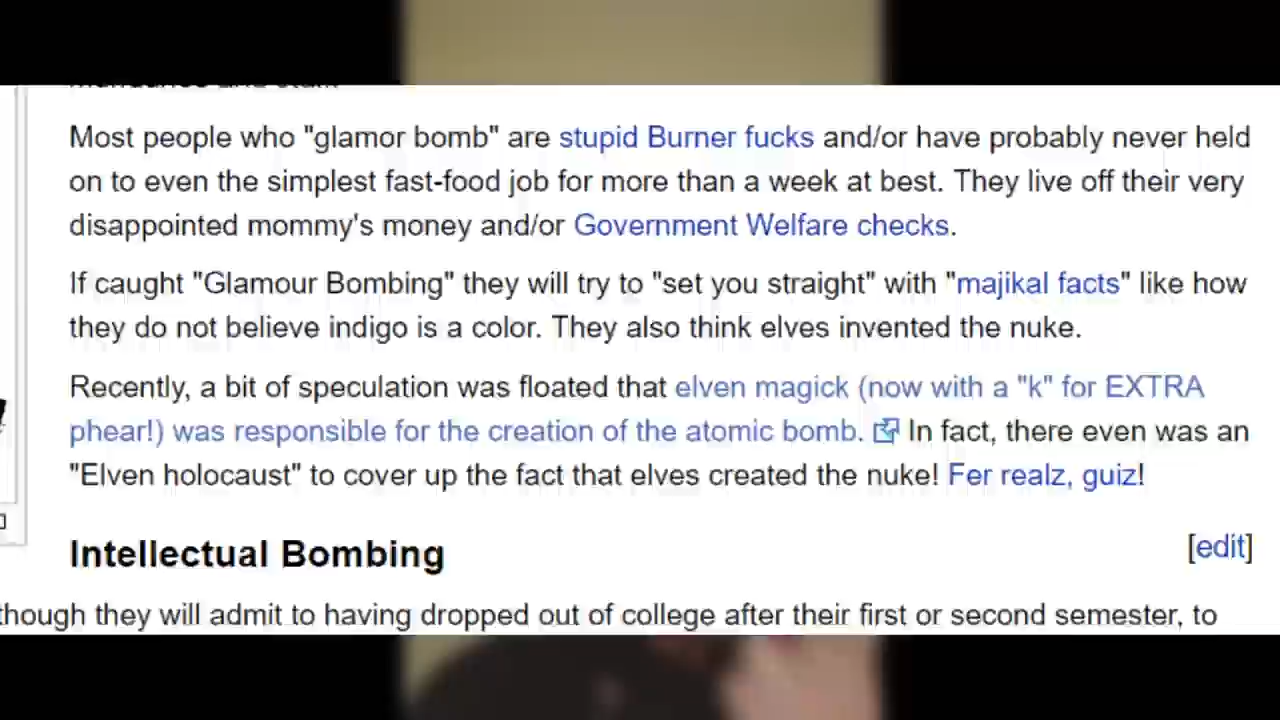 Most people who "glamor bomb" are stupid Burner fucks and/or have probably never held
on to even the simplest fast-food job for more than a week at best. They live off their very
disappointed mommy's money and/or Government Welfare checks.
If caught "Glamour Bombing" they will try to "set you straight" with "majikal facts" like how
they do not believe indigo is a color. They also think elves invented the nuke.
Recently, a bit of speculation was floated that elven magick (now with a "k" for EXTRA
phear!) was responsible for the creation of the atomic bomb. In fact, there even was an
"Elven holocaust" to cover up the fact that elves created the nuke! Fer realz, guiz!
Intellectual Bombing [edit]
though they will admit to having dropped out of college after their first or second semester, to